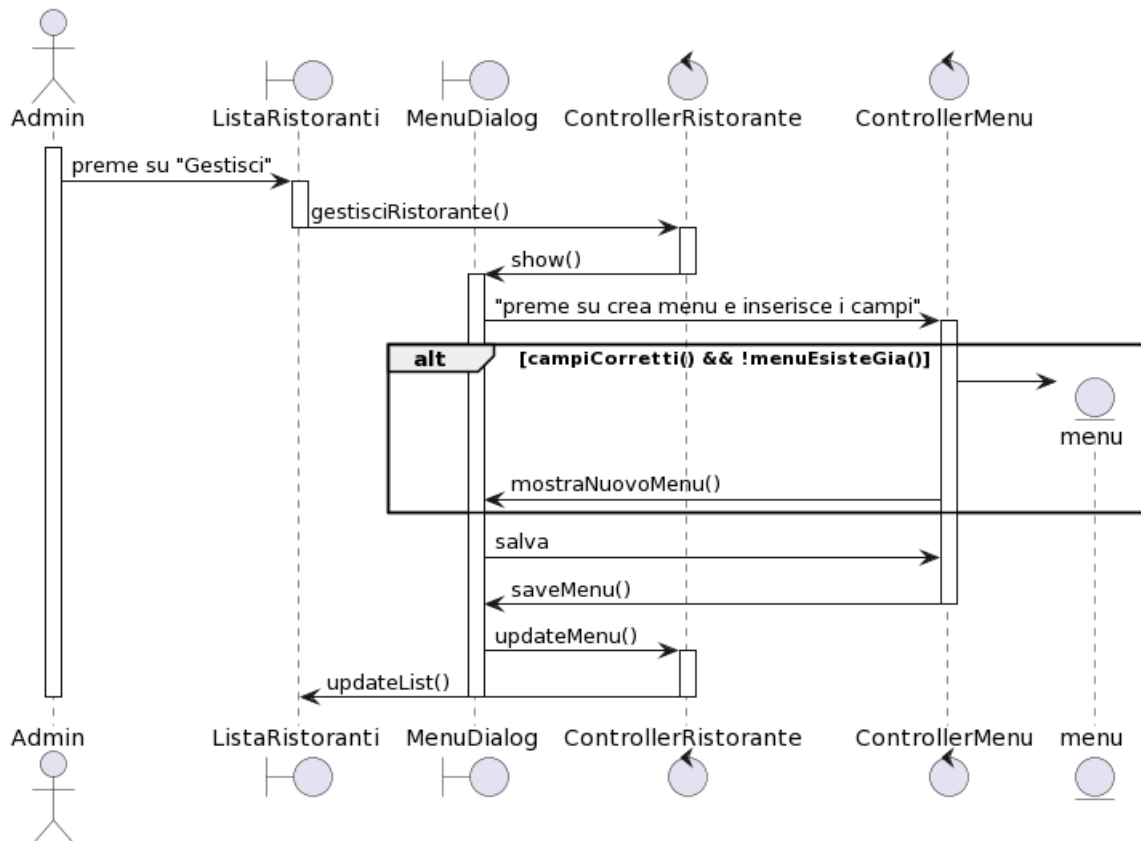 Admin
ListaRistoranti
MenuDialog
ControllerRistorante
ControllerMenu
preme su "Gestisci"
gestisciRistorante()
show()
"preme su crea menu e inserisce i campi"
alt
[campiCorretti() && !menuEsisteGia()]
menu
mostraNuovoMenu()
salva
saveMenu()
updateMenu()
updateList()
Admin
ListaRistoranti
MenuDialog
ControllerRistorante
ControllerMenu
menu